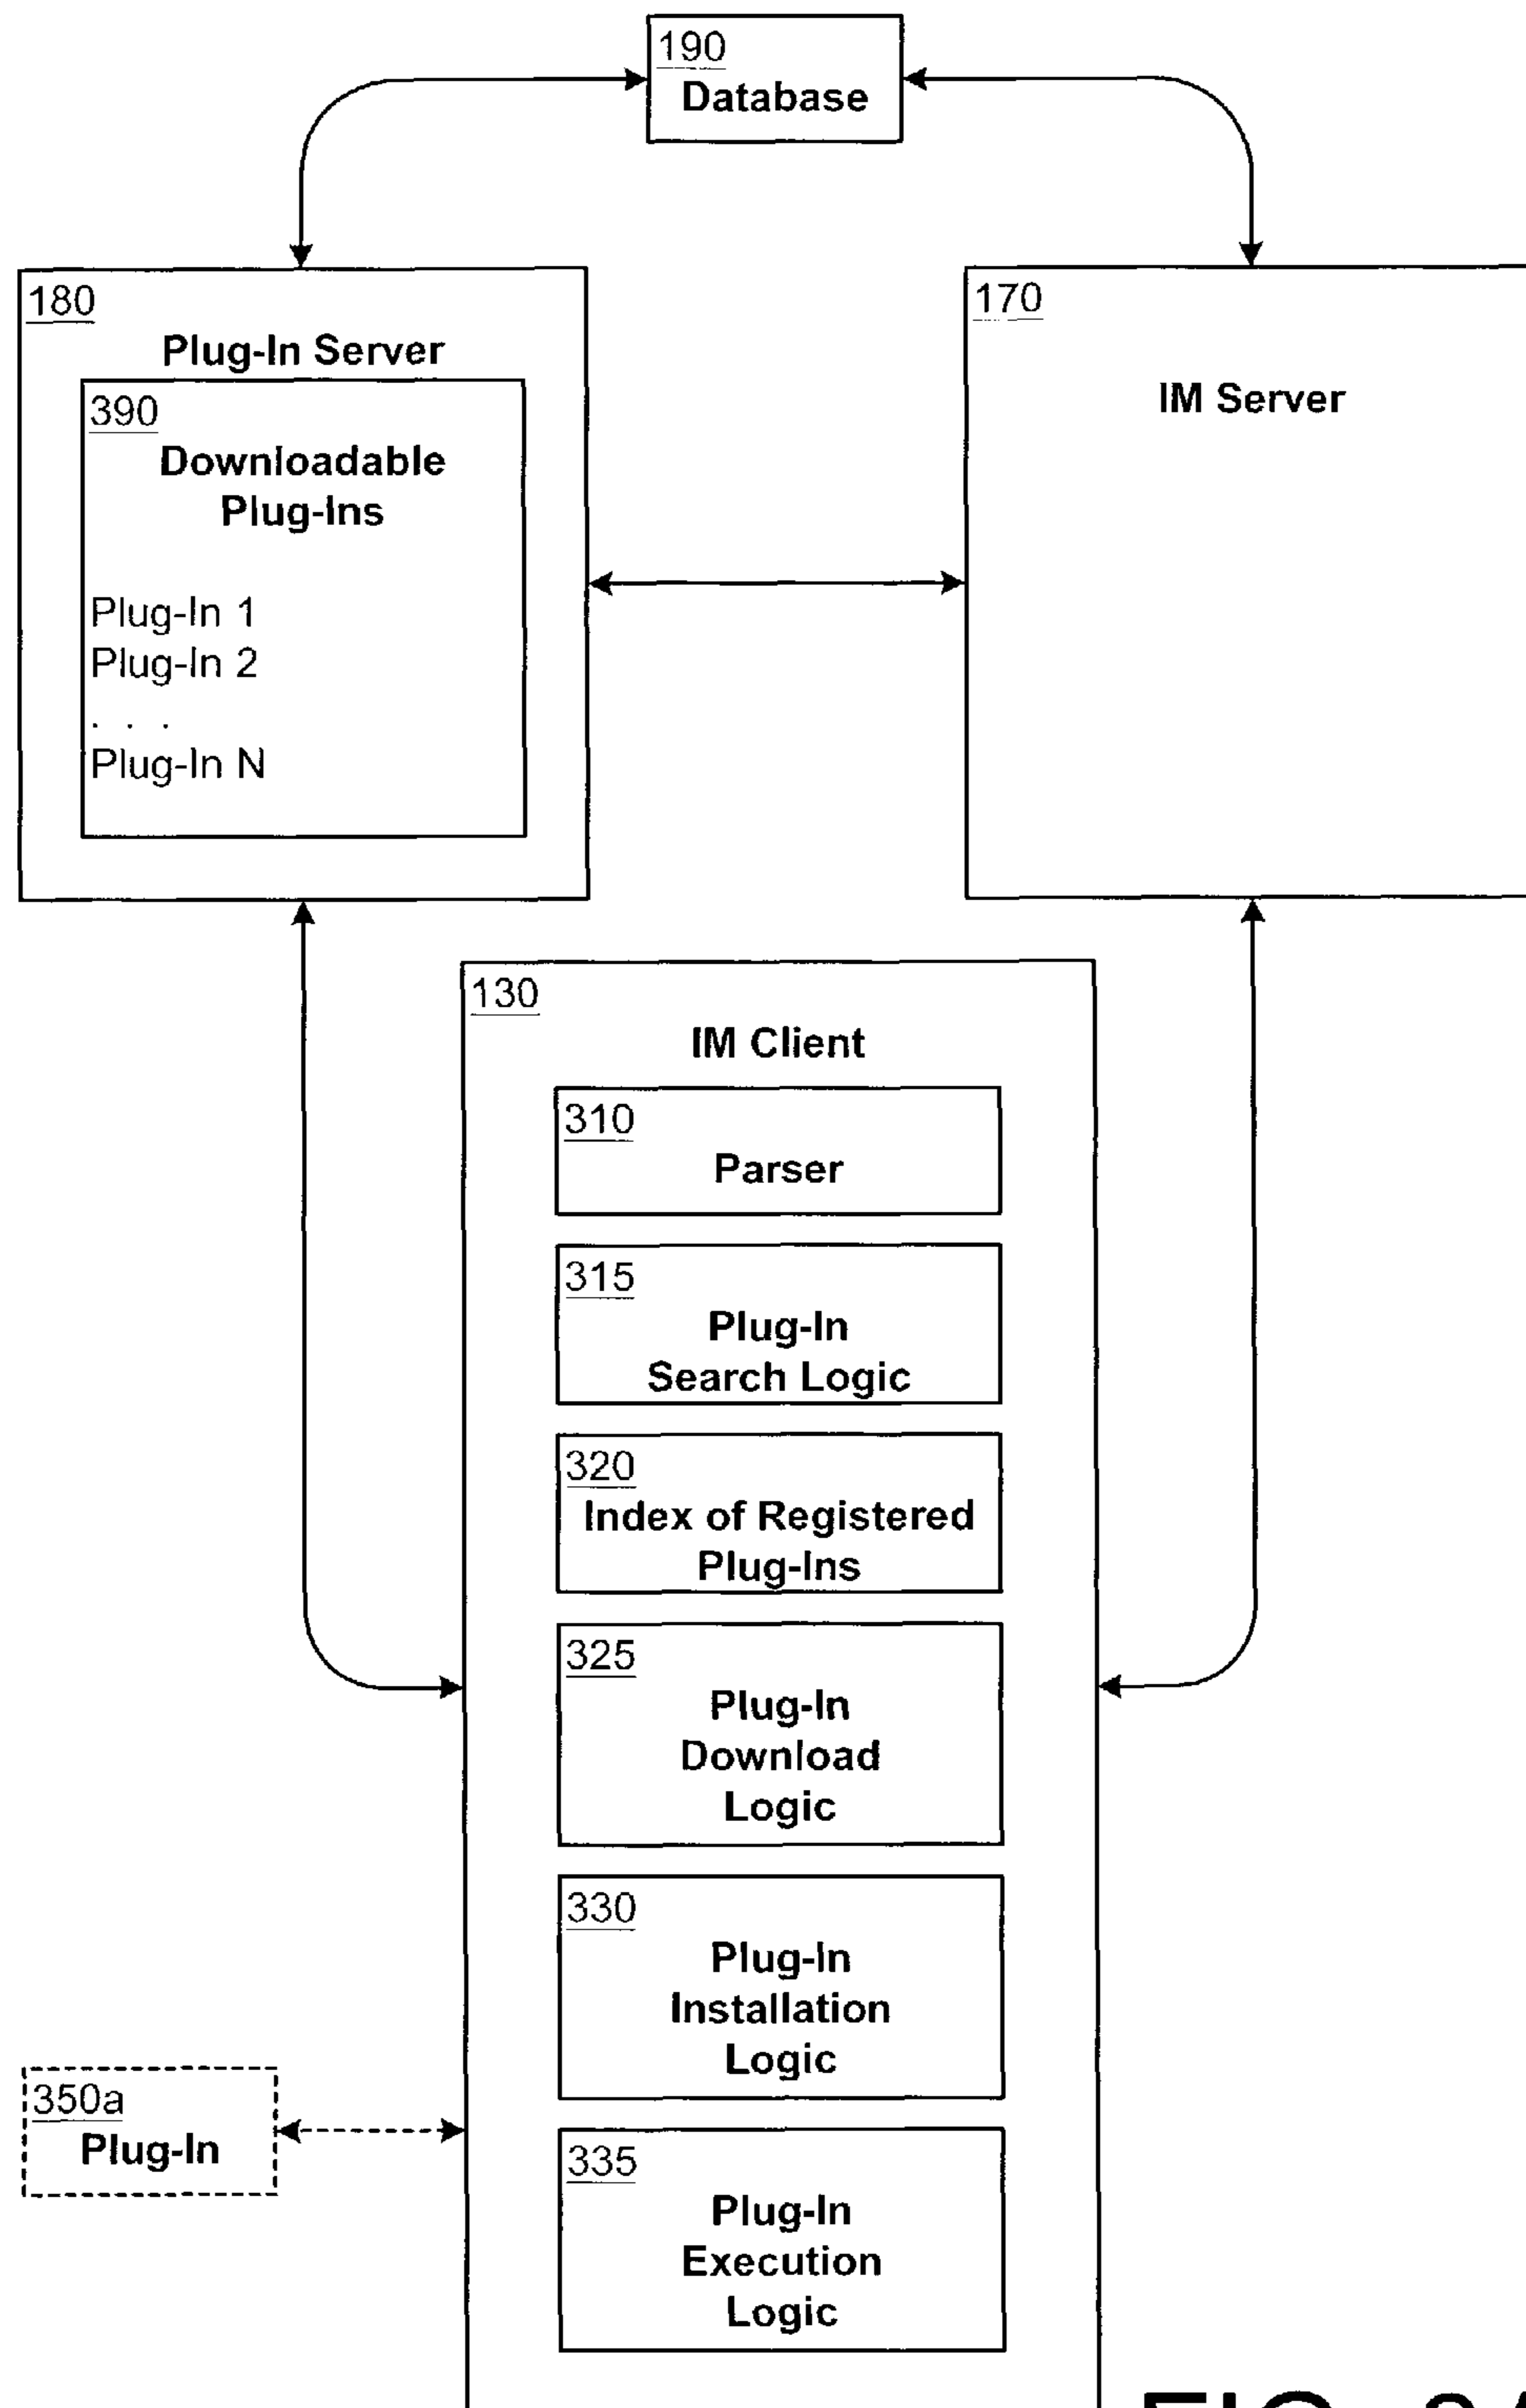 190
Database
180
Plug-In Server
390
Downloadable
Plug-Ins
Plug-In 1
Plug-In 2
. . .
Plug-In N
170
IM Server
130
IM Client
310
Parser
315
Plug-In
Search Logic
320
Index of Registered
Plug-Ins
325
Plug-In
Download
Logic
330
Plug-In
Installation
Logic
350a
Plug-In
335
Plug-In
Execution
Logic